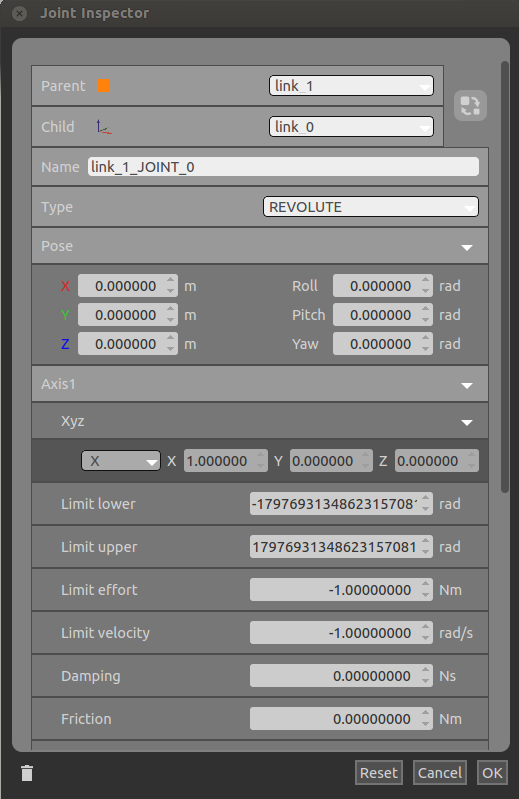 Joint Inspector
Parent link_1
Child link_0
Name link_1_JOINT_0
Type REVOLUTE
Pose
X 0.000000 m Roll 0.000000 rad
Y 0.000000 m Pitch 0.000000 rad
Z 0.000000 m Yaw 0.000000 rad
Axis1
Xyz
X X 1.000000 Y 0.000000 Z 0.000000
Limit lower -17976931348623157081 rad
Limit upper 17976931348623157081 rad
Limit effort -1.00000000 Nm
Limit velocity -1.00000000 rad/s
Damping 0.00000000 Ns
Friction 0.00000000 Nm
Reset Cancel OK